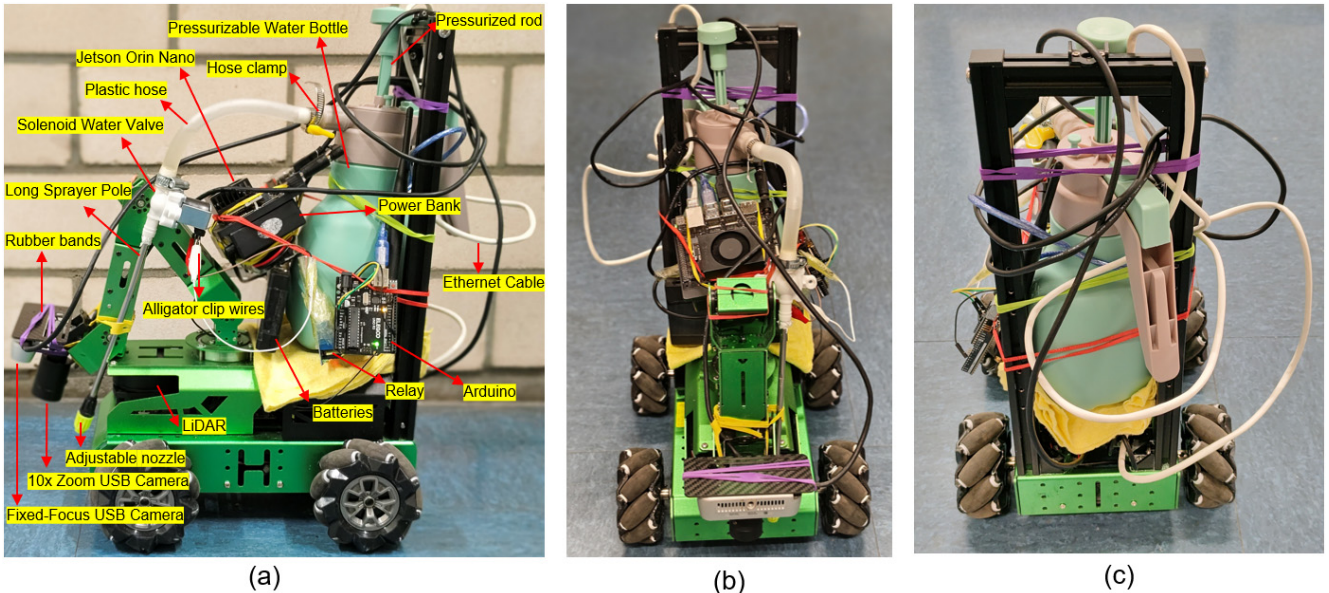 Pressurizable Water Bottle
Pressurized rod
Jetson Orin Nano
Hose clamp
Plastic hose
Solenoid Water Valve
Long Sprayer Pole
Power Bank
Rubber bands
Ethernet Cable
Alligator clip wires
Relay
Arduino
Batteries
LiDAR
Adjustable nozzle
10x Zoom USB Camera
Fixed-Focus USB Camera
H
(a)
(b)
(c)